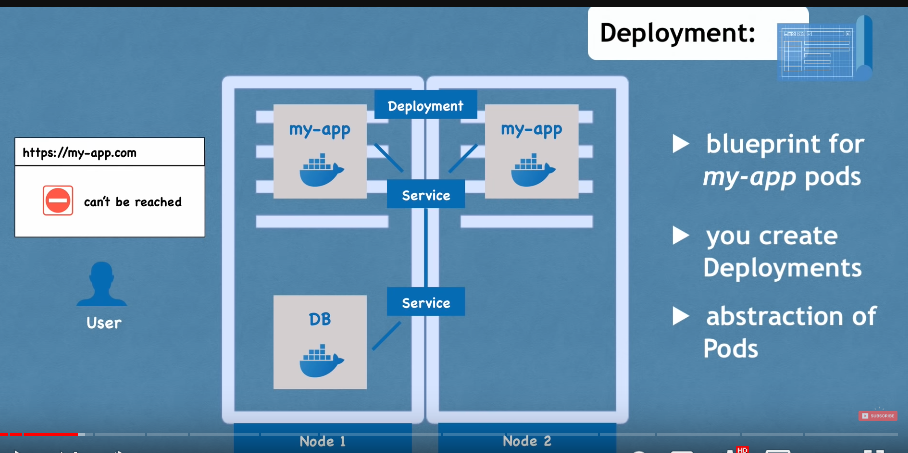 Deployment:
Deployment
my-app
my-app
https://my-app.com
can't be reached
Service
User
Service
DB
Node 1
Node 2
blueprint for
my-app pods
you create
Deployments
abstraction of
Pods
SUBSCRIBE
HD